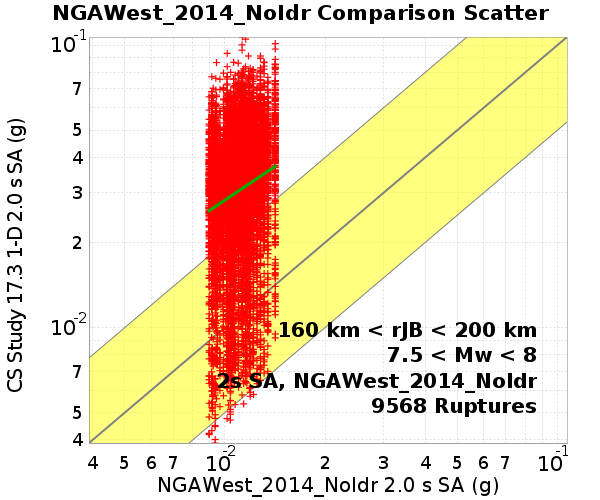 NGAWest_2014_NoIdr Comparison Scatter
CS Study 17.3 1-D 2.0 s SA (g)
10⁻¹
7
5
4
3
2
10⁻²
7
5
4
160 km < rJB < 200 km
7.5 < Mw < 8
2s SA, NGAWest_2014_NoIdr
9568 Ruptures
4 5 6 7 10⁻² 2 3 4 5 6 7 10⁻¹
NGAWest_2014_NoIdr 2.0 s SA (g)